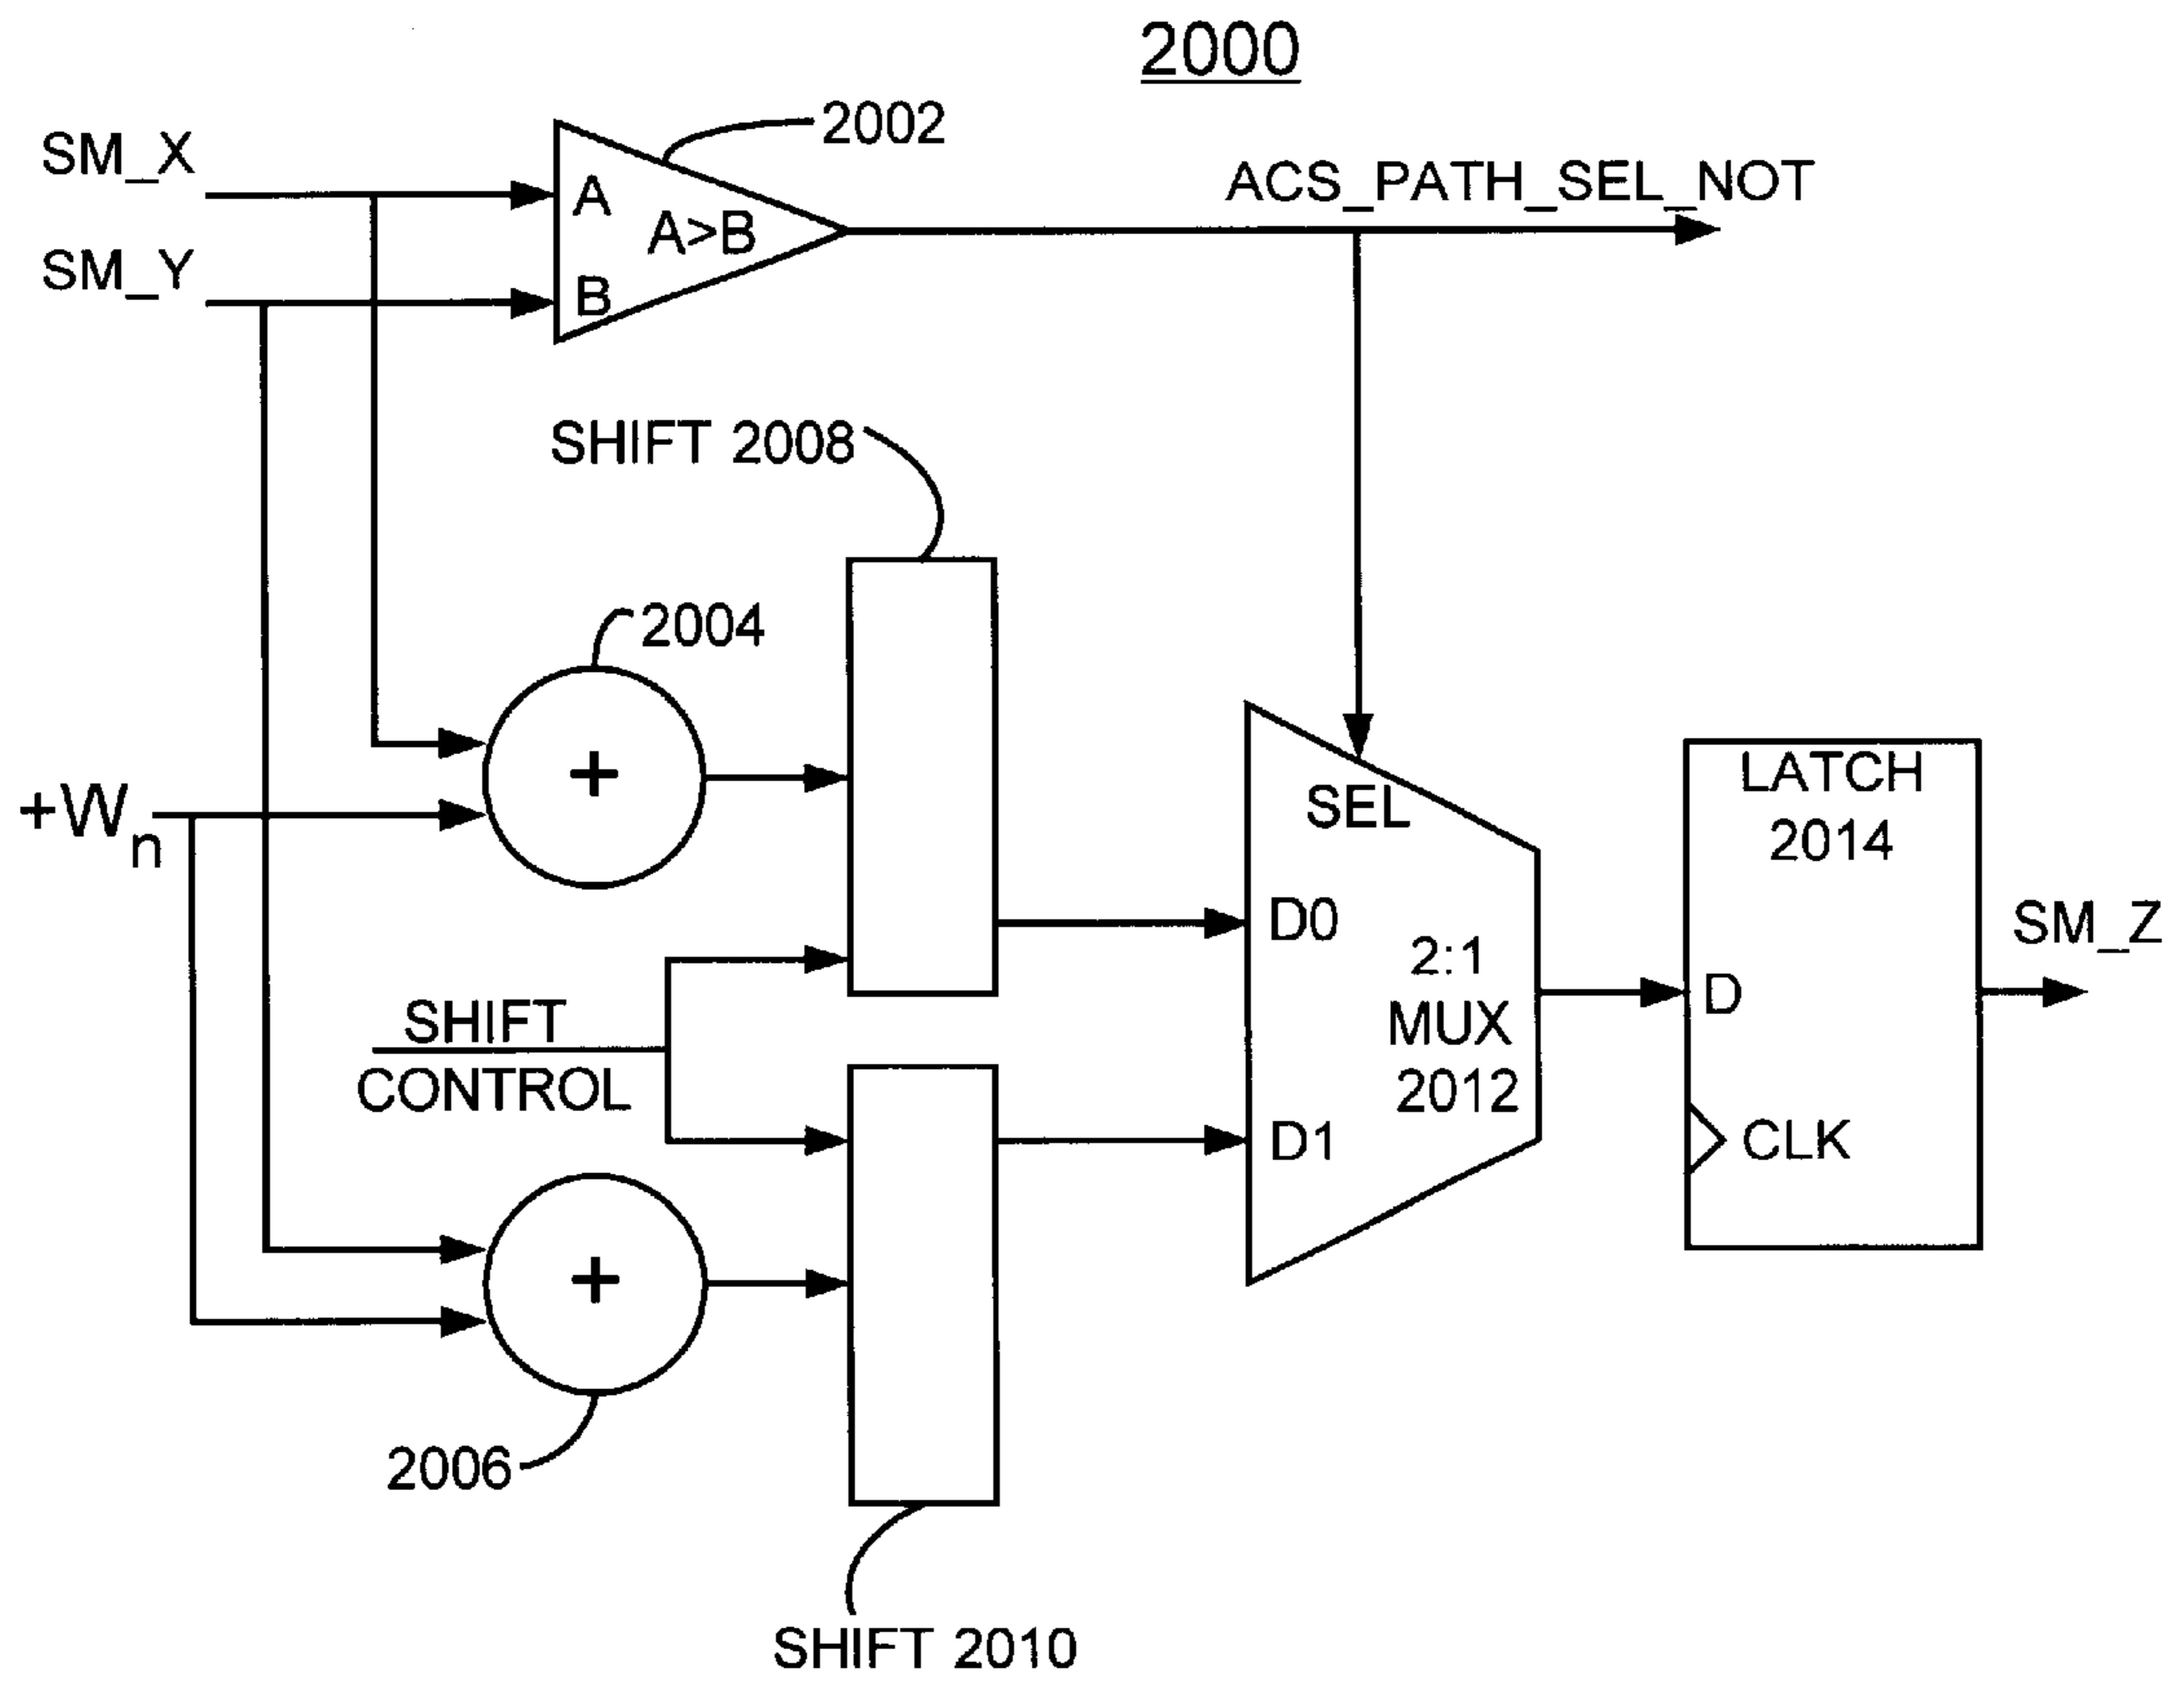 2000
2002
SM_X
A
A>B
ACS_PATH_SEL_NOT
SM_Y
B
SHIFT 2008
2004
+
+Wn
SEL
LATCH
2014
D0
2:1
MUX
2012
SM_Z
D
SHIFT
CONTROL
D1
CLK
+
2006
SHIFT 2010